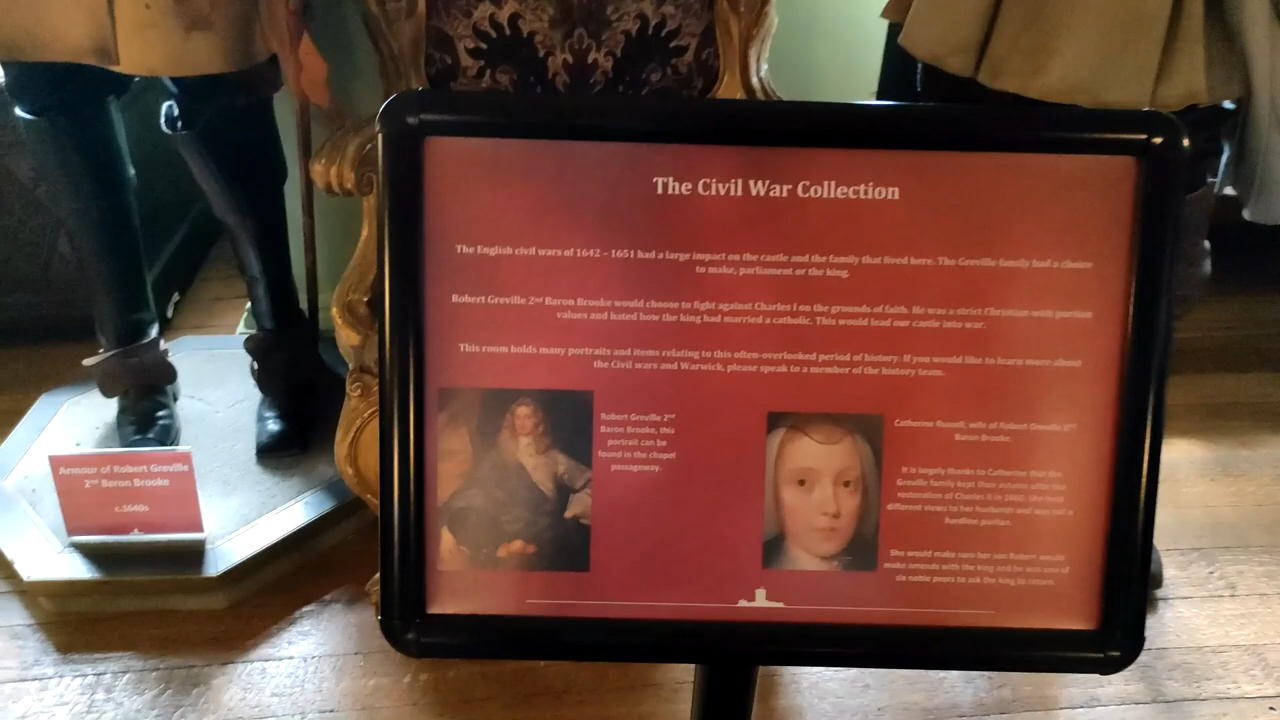 The Civil War Collection
The English civil wars of 1642 – 1651 had a large impact on the castle and the family that lived here. The Greville family had a choice
to make, parliament or the king.
Robert Greville 2nd Baron Brooke would choose to fight against Charles I on the grounds of faith. He was a strict Christian with puritan
values and hated how the king had married a catholic. This would lead our castle into war.
This room holds many portraits and items relating to this often-overlooked period of history. If you would like to learn more about
the Civil wars and Warwick, please speak to a member of the history team.
Robert Greville 2nd
Baron Brooke, this
portrait can be
found in the chapel
passageway.
Catherine Russell, wife of Robert Greville 2nd
Baron Brooke.
It is largely thanks to Catherine that the
Greville family kept their estates after the
restoration of Charles II in 1660. She held
different views to her husband and was not a
hardline puritan.
She would make sure her son Robert would
make amends with the king and he was one of
six noble peers to ask the king to return.
Armour of Robert Greville
2nd Baron Brooke
c.1640s